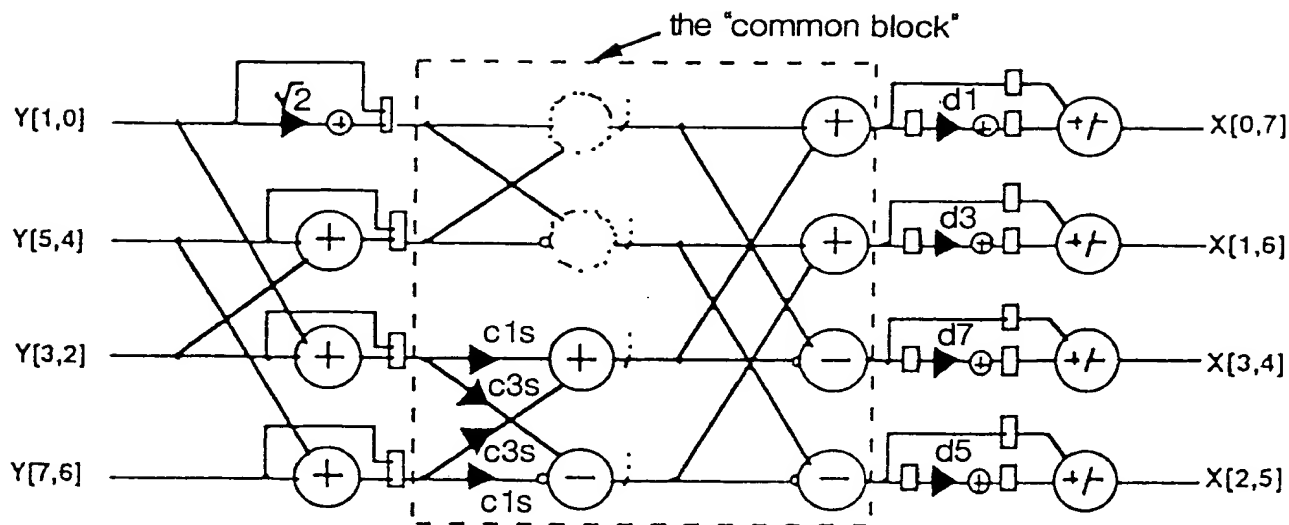 the "common block"
√2
d1
Y[1,0]
X[0,7]
+
+
+
+/-
d3
Y[5,4]
X[1,6]
+
+
+
+/-
c1s
d7
Y[3,2]
X[3,4]
+
+
-
+
+/-
c3s
c3s
d5
Y[7,6]
X[2,5]
+
-
-
+
+/-
c1s